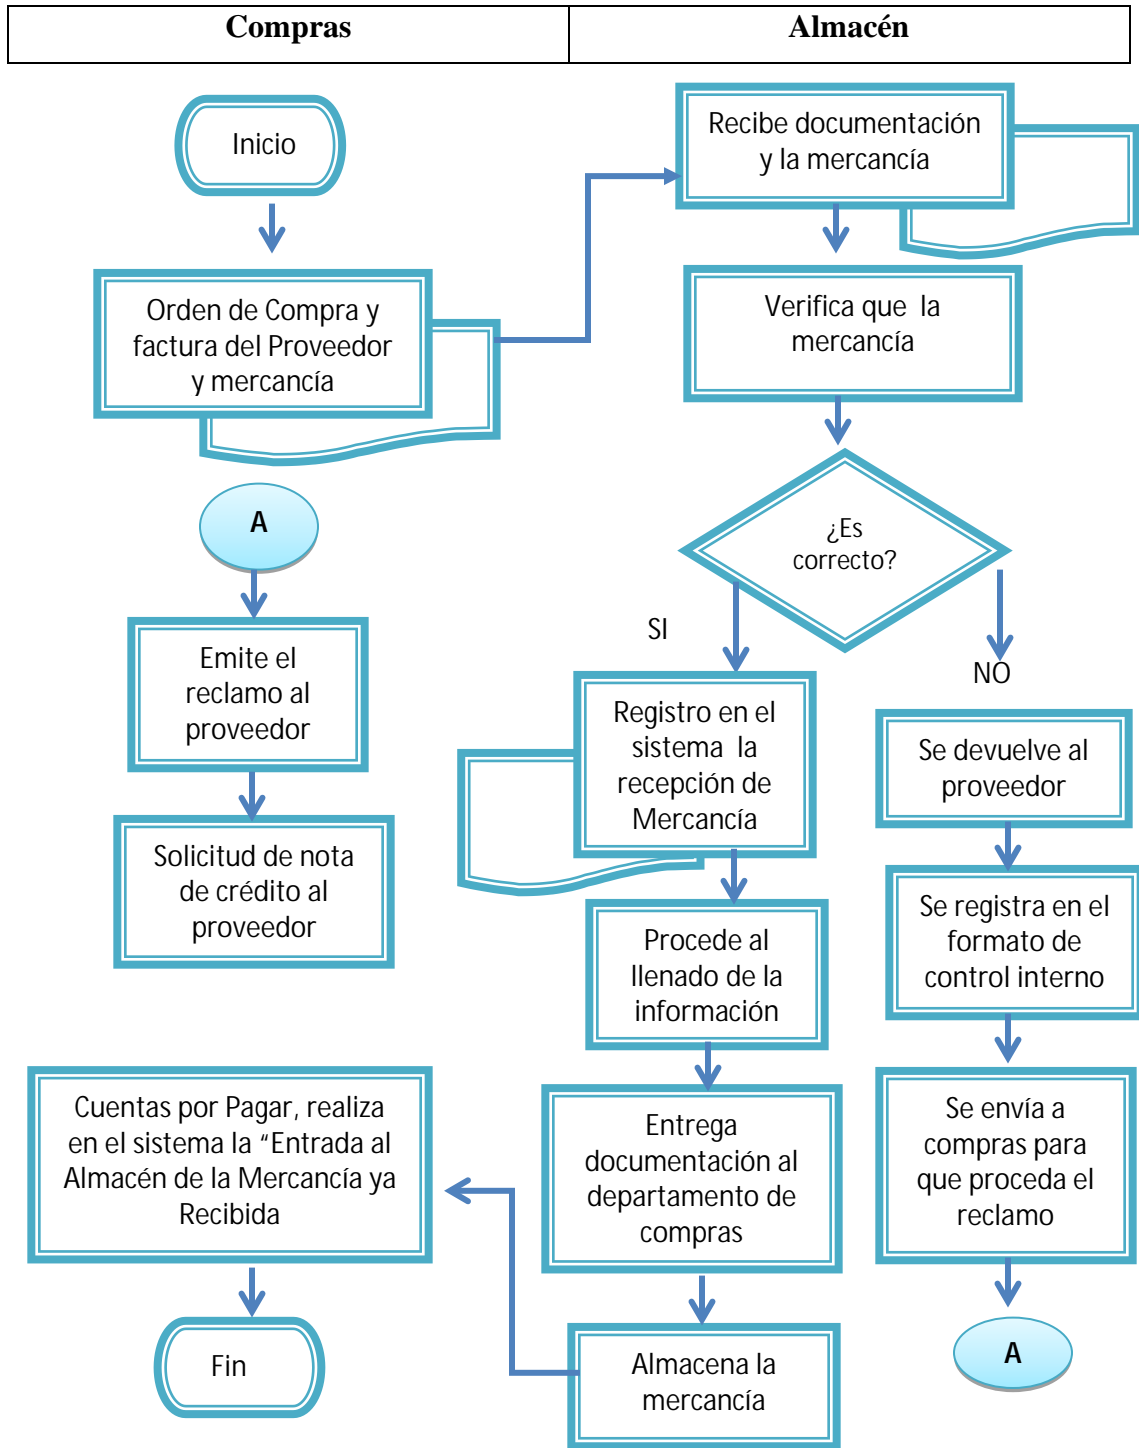 Compras
Almacén
Inicio
Orden de Compra y
factura del Proveedor
y mercancía
A
Emite el
reclamo al
proveedor
Solicitud de nota
de crédito al
proveedor
Cuentas por Pagar, realiza
en el sistema la “Entrada al
Almacén de la Mercancía ya
Recibida
Fin
Recibe documentación
y la mercancía
Verifica que la
mercancía
¿Es
correcto?
SI
NO
Registro en el
sistema la
recepción de
Mercancía
Procede al
llenado de la
información
Entrega
documentación al
departamento de
compras
Almacena la
mercancía
Se devuelve al
proveedor
Se registra en el
formato de
control interno
Se envía a
compras para
que proceda el
reclamo
A